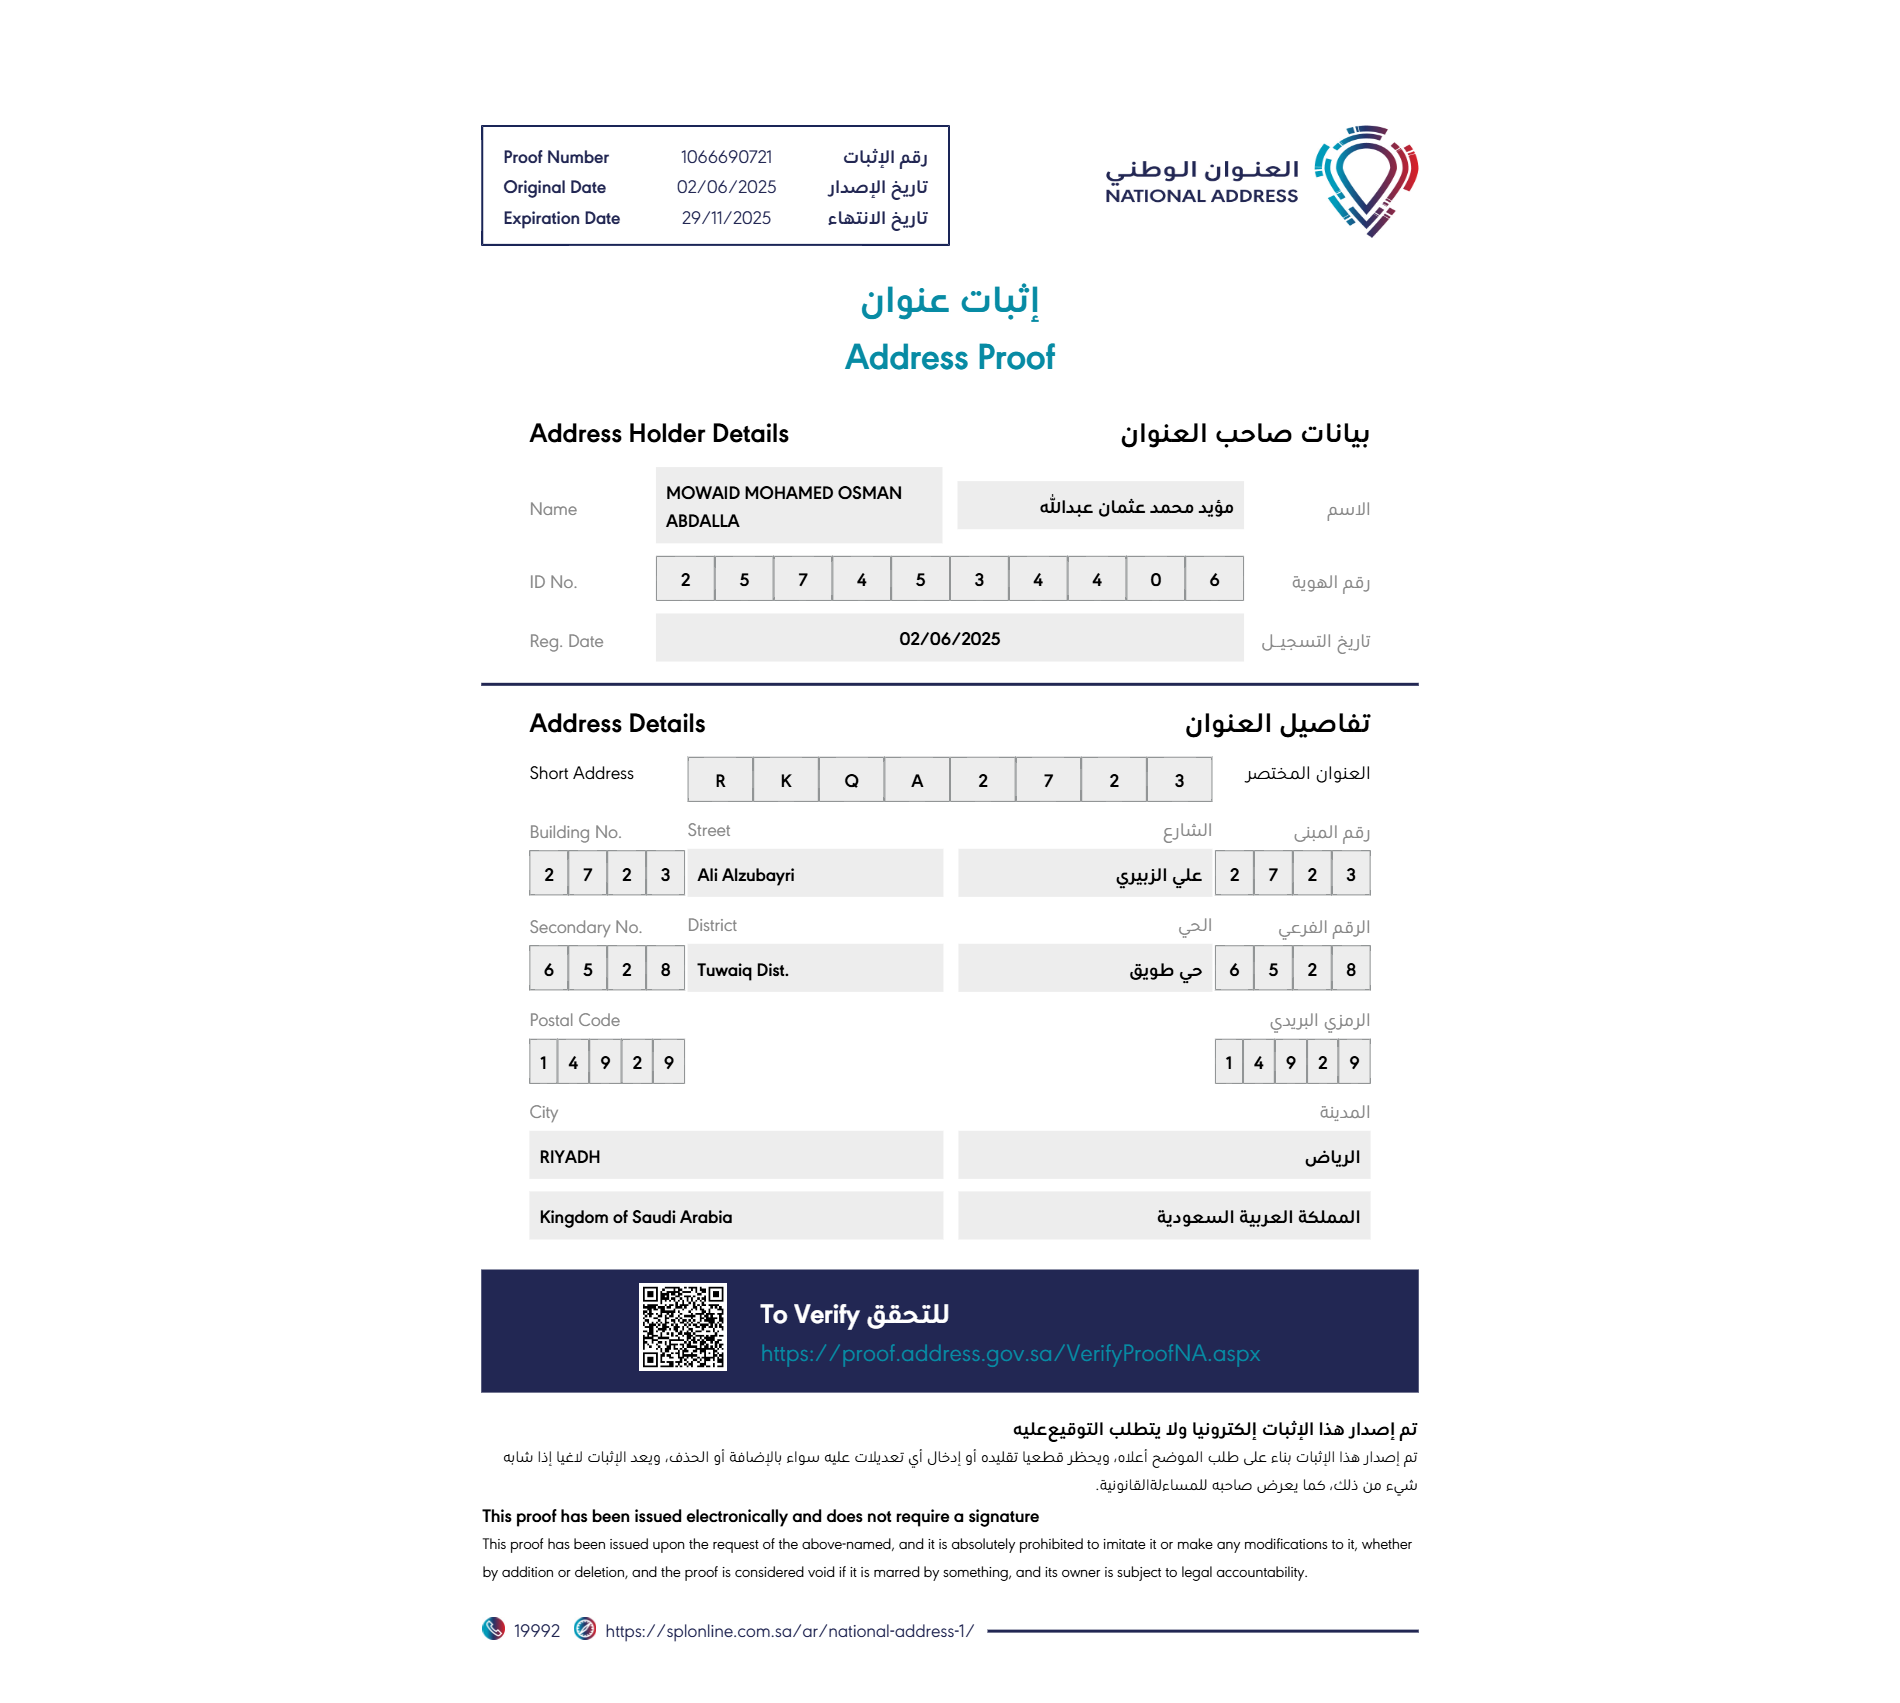 Proof Number 1066690721 رقم الإثبات
Original Date 02/06/2025 تاريخ الإصدار
Expiration Date 29/11/2025 تاريخ الانتهاء
العنـوان الـوطنـي
NATIONAL ADDRESS
إثبات عنوان
Address Proof
Address Holder Details بيانات صاحب العنوان
Name MOWAID MOHAMED OSMAN ABDALLA مؤيد محمد عثمان عبدالله الاسم
ID No. 2 5 7 4 5 3 4 4 0 6 رقم الهوية
Reg. Date 02/06/2025 تاريخ التسجيـل
Address Details تفاصيل العنوان
Short Address R K Q A 2 7 2 3 العنوان المختصر
Building No. Street الشارع رقم المبنى
2 7 2 3 Ali Alzubayri علي الزبيري 2 7 2 3
Secondary No. District الحي الرقم الفرعي
6 5 2 8 Tuwaiq Dist. حي طويق 6 5 2 8
Postal Code الرمزي البريدي
1 4 9 2 9 1 4 9 2 9
City المدينة
RIYADH الرياض
Kingdom of Saudi Arabia المملكة العربية السعودية
To Verify للتحقق
https://proof.address.gov.sa/VerifyProofNA.aspx
تم إصدار هذا الإثبات إلكترونيا ولا يتطلب التوقيععليه
تم إصدار هذا الإثبات بناء على طلب الموضح أعلاه، ويحظر قطعيا تقليده أو إدخال أي تعديلات عليه سواء بالإضافة أو الحذف، ويعد الإثبات لاغيا إذا شابه
شيء من ذلك، كما يعرض صاحبه للمساءلةالقانونية.
This proof has been issued electronically and does not require a signature
This proof has been issued upon the request of the above-named, and it is absolutely prohibited to imitate it or make any modifications to it, whether
by addition or deletion, and the proof is considered void if it is marred by something, and its owner is subject to legal accountability.
19992 https://splonline.com.sa/ar/national-address-1/